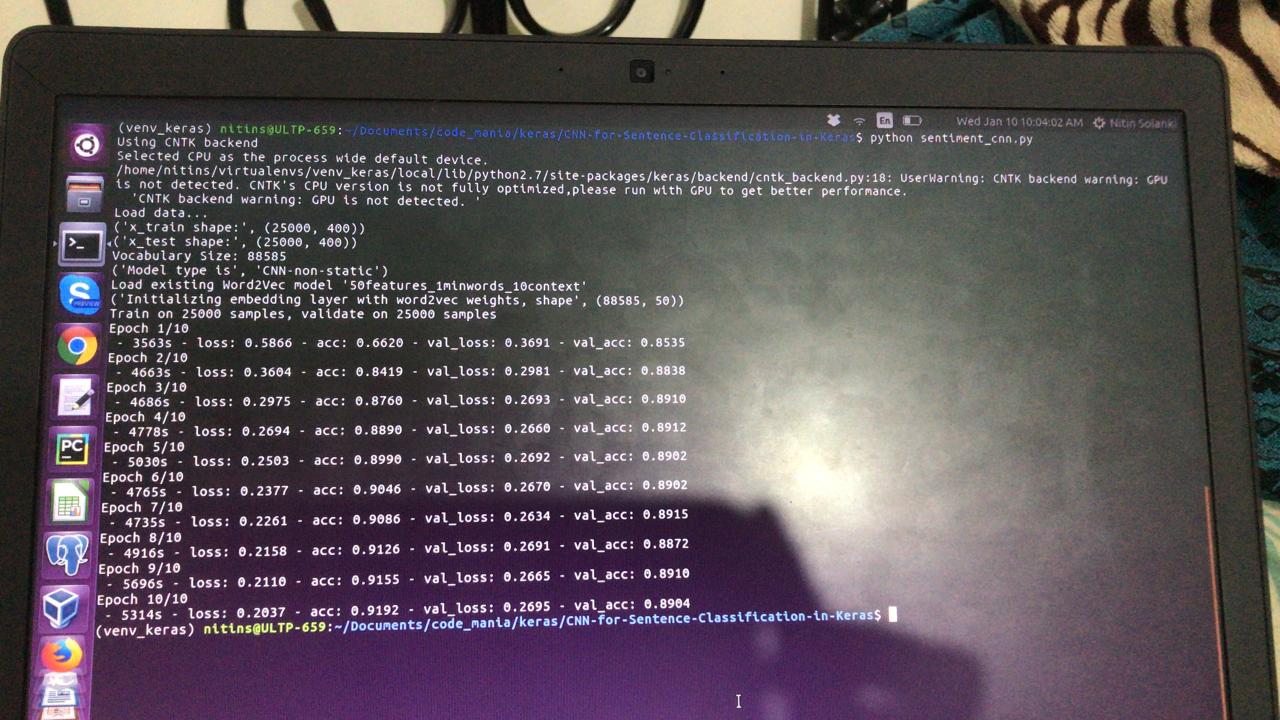 En
Wed Jan 10 10:04:02 AM
Nitin Solanki
(venv_keras) nitins@ULTP-659:~/Documents/code_mania/keras/CNN-for-Sentence-Classification-in-Keras$ python sentiment_cnn.py
Using CNTK backend
Selected CPU as the process wide default device.
/home/nitins/virtualenvs/venv_keras/local/lib/python2.7/site-packages/keras/backend/cntk_backend.py:18: UserWarning: CNTK backend warning: GPU
is not detected. CNTK's CPU version is not fully optimized,please run with GPU to get better performance.
'CNTK backend warning: GPU is not detected. '
Load data...
('x_train shape:', (25000, 400))
('x_test shape:', (25000, 400))
Vocabulary Size: 88585
('Model type is', 'CNN-non-static')
Load existing Word2Vec model '50features_1minwords_10context'
('Initializing embedding layer with word2vec weights, shape', (88585, 50))
Train on 25000 samples, validate on 25000 samples
Epoch 1/10
- 3563s - loss: 0.5866 - acc: 0.6620 - val_loss: 0.3691 - val_acc: 0.8535
Epoch 2/10
- 4663s - loss: 0.3604 - acc: 0.8419 - val_loss: 0.2981 - val_acc: 0.8838
Epoch 3/10
- 4686s - loss: 0.2975 - acc: 0.8760 - val_loss: 0.2693 - val_acc: 0.8910
Epoch 4/10
- 4778s - loss: 0.2694 - acc: 0.8890 - val_loss: 0.2660 - val_acc: 0.8912
Epoch 5/10
- 5030s - loss: 0.2503 - acc: 0.8990 - val_loss: 0.2692 - val_acc: 0.8902
Epoch 6/10
- 4765s - loss: 0.2377 - acc: 0.9046 - val_loss: 0.2670 - val_acc: 0.8902
Epoch 7/10
- 4735s - loss: 0.2261 - acc: 0.9086 - val_loss: 0.2634 - val_acc: 0.8915
Epoch 8/10
- 4916s - loss: 0.2158 - acc: 0.9126 - val_loss: 0.2691 - val_acc: 0.8872
Epoch 9/10
- 5696s - loss: 0.2110 - acc: 0.9155 - val_loss: 0.2665 - val_acc: 0.8910
Epoch 10/10
- 5314s - loss: 0.2037 - acc: 0.9192 - val_loss: 0.2695 - val_acc: 0.8904
(venv_keras) nitins@ULTP-659:~/Documents/code_mania/keras/CNN-for-Sentence-Classification-in-Keras$
S
PREVIEW
PC